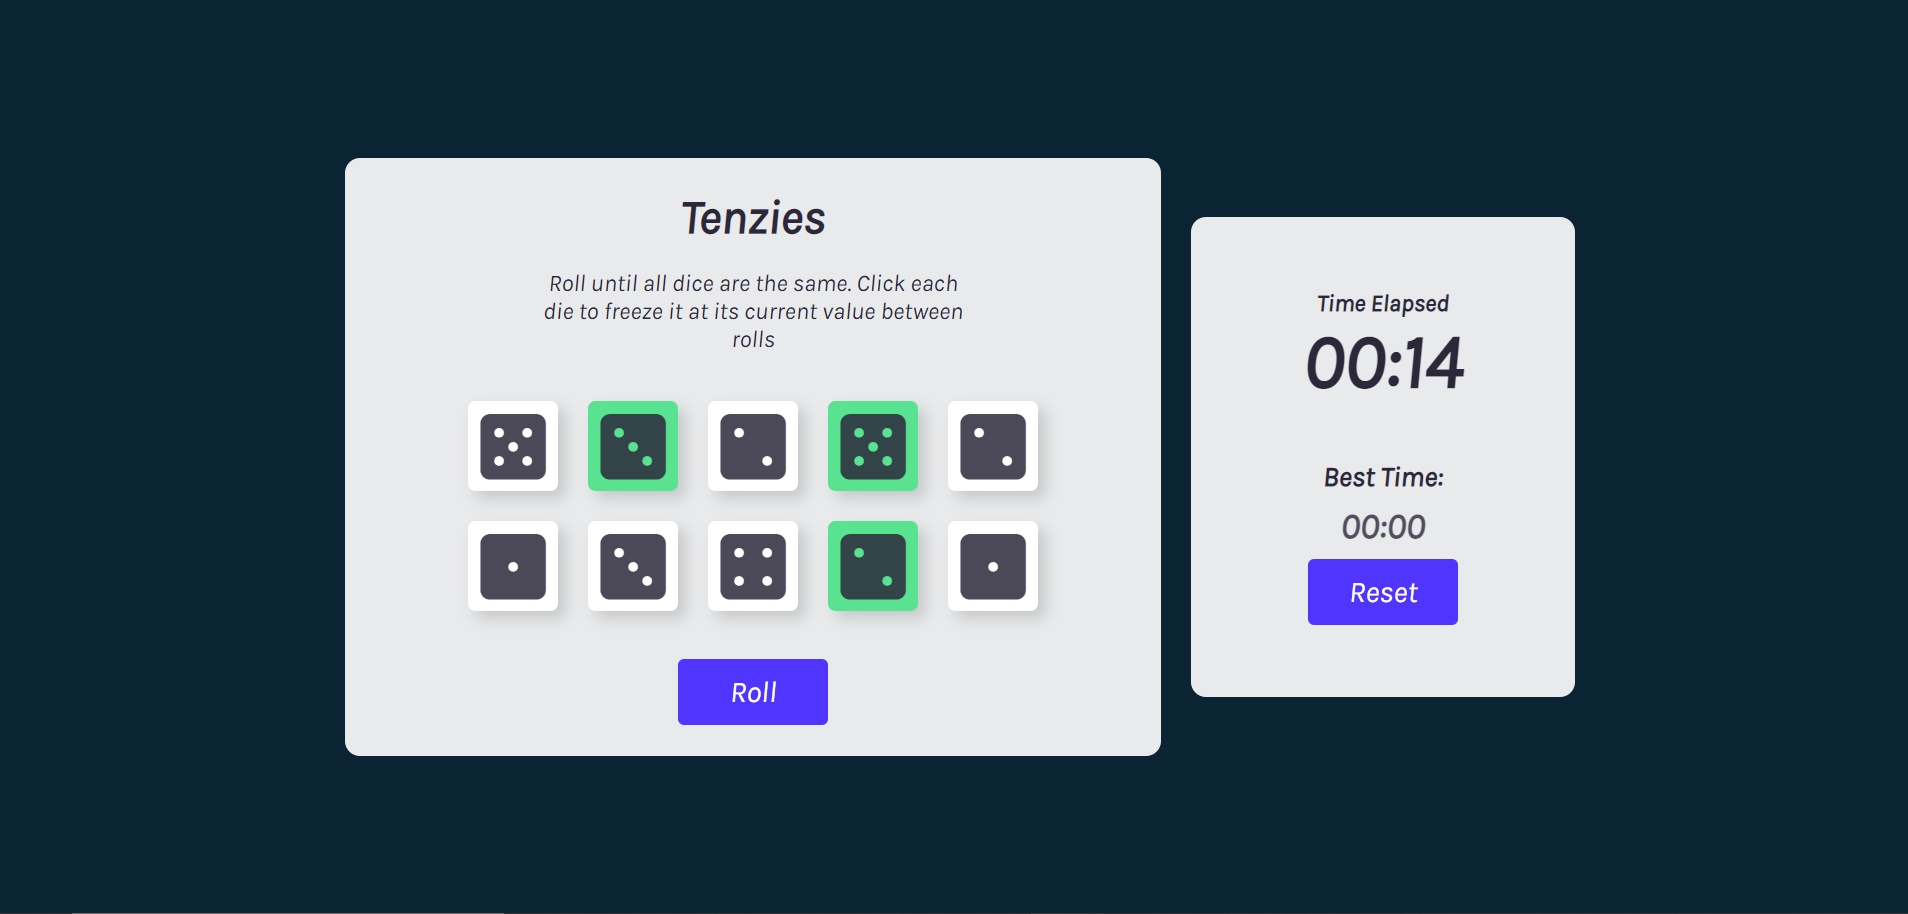 Tenzies
Roll until all dice are the same. Click each
die to freeze it at its current value between
rolls
Roll
Time Elapsed
00:14
Best Time:
00:00
Reset